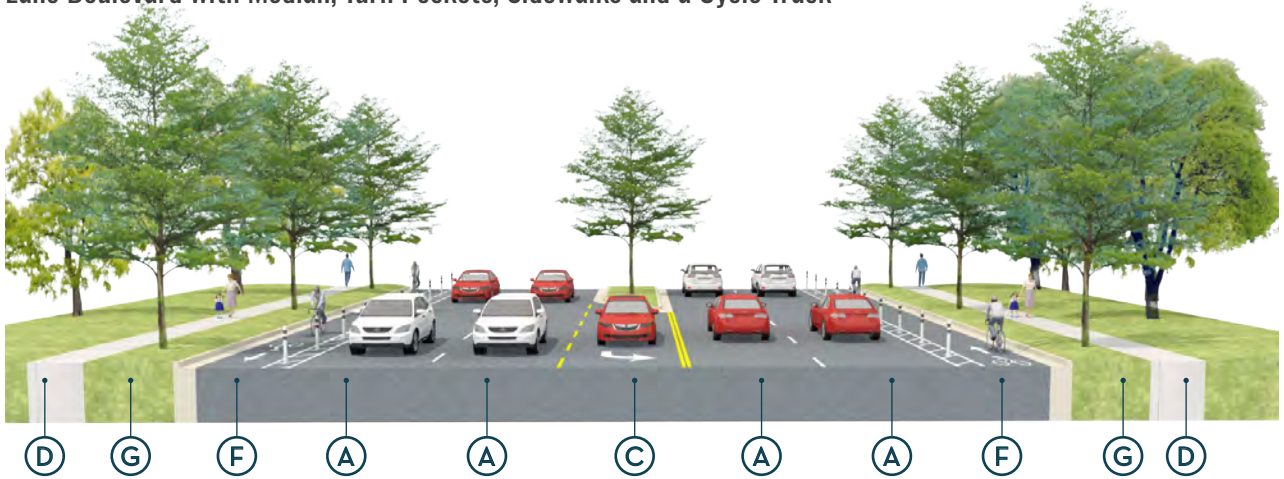 Lane Boulevard with Median, Turn Pockets, Sidewalks and a Cycle Track
D G F A A C A A F G D